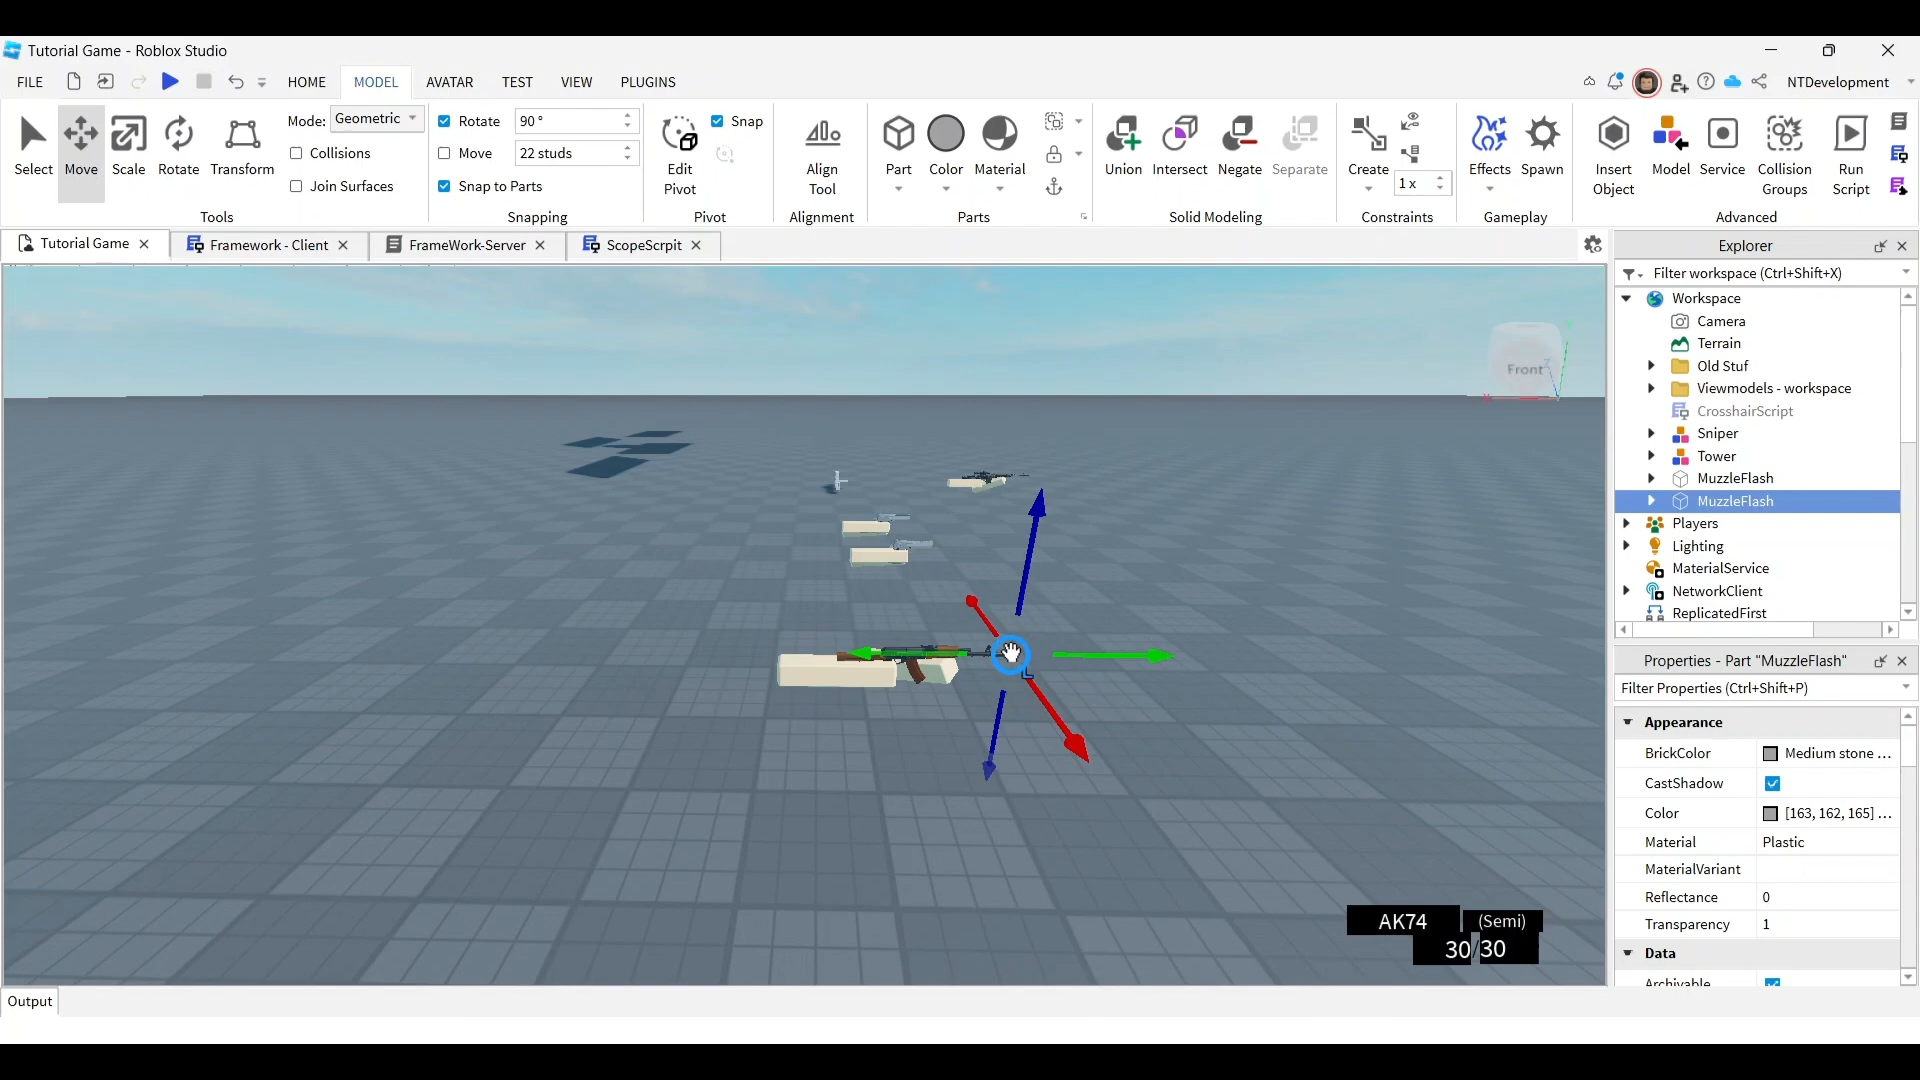 Tutorial Game - Roblox Studio
FILE HOME MODEL AVATAR TEST VIEW PLUGINS NTDevelopment
Select Move Scale Rotate Transform
Mode: Geometric
Collisions
Join Surfaces
Tools
Rotate 90 °
Move 22 studs
Snap to Parts
Snapping
Edit Pivot
Snap
Pivot
Align Tool
Alignment
Part Color Material
Parts
Union Intersect Negate Separate
Solid Modeling
Create
1 x
Constraints
Effects Spawn
Gameplay
Insert Object
Model Service
Collision Groups
Run Script
Advanced
Tutorial Game Framework - Client FrameWork-Server ScopeScrpit
Front
AK74 (Semi)
30/30
Explorer
Filter workspace (Ctrl+Shift+X)
Workspace
Camera
Terrain
Old Stuf
Viewmodels - workspace
CrosshairScript
Sniper
Tower
MuzzleFlash
MuzzleFlash
Players
Lighting
MaterialService
NetworkClient
ReplicatedFirst
Properties - Part "MuzzleFlash"
Filter Properties (Ctrl+Shift+P)
Appearance
BrickColor Medium stone ...
CastShadow
Color [163, 162, 165] ...
Material Plastic
MaterialVariant
Reflectance 0
Transparency 1
Data
Archivable
Output